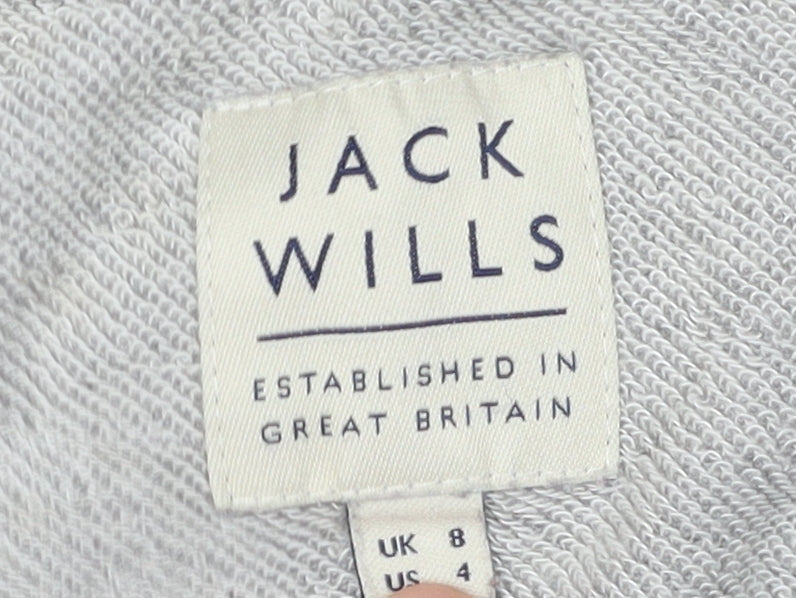 JACK
WILLS
ESTABLISHED IN
GREAT BRITAIN
UK 8
US 4